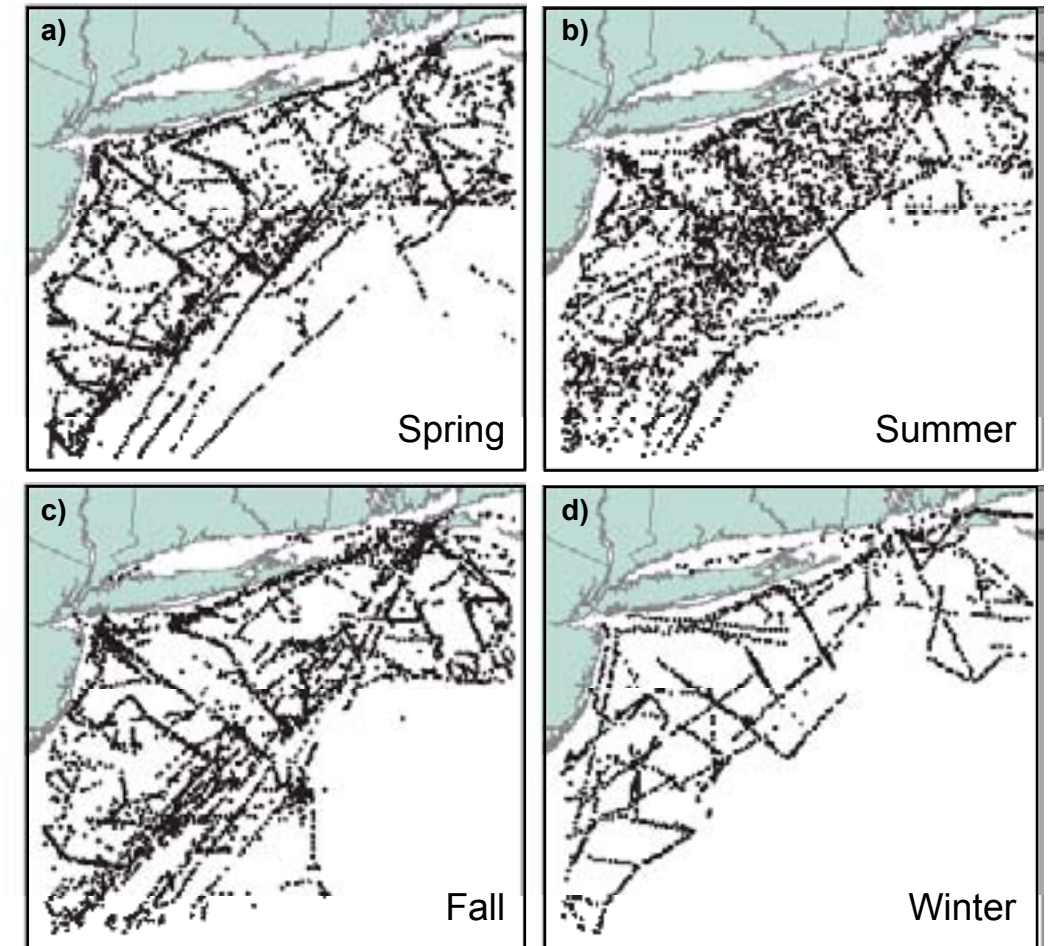 a)
Spring
b)
Summer
c)
Fall
d)
Winter